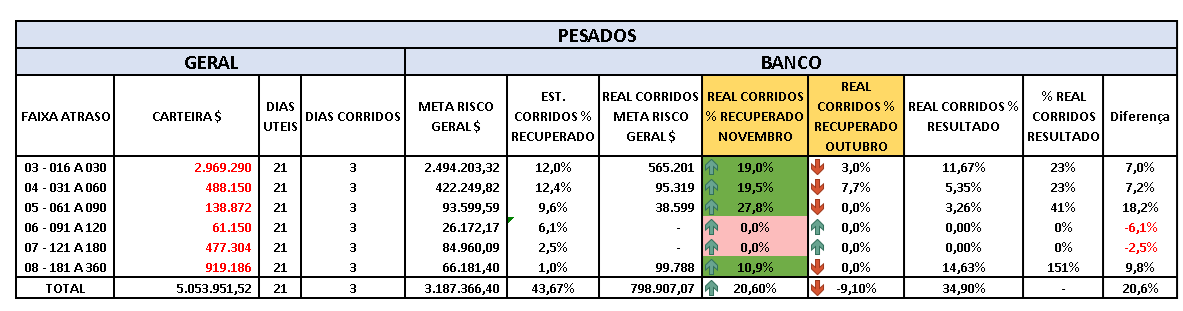 PESADOS
GERAL BANCO
FAIXA ATRASO CARTEIRA $ DIAS UTEIS DIAS CORRIDOS META RISCO GERAL $ EST. CORRIDOS % RECUPERADO REAL CORRIDOS META RISCO GERAL $ REAL CORRIDOS % RECUPERADO NOVEMBRO REAL CORRIDOS % RECUPERADO OUTUBRO REAL CORRIDOS % RESULTADO % REAL CORRIDOS RESULTADO Diferença
03 - 016 A 030 2.969.290 21 3 2.494.203,32 12,0% 565.201 19,0% 3,0% 11,67% 23% 7,0%
04 - 031 A 060 488.150 21 3 422.249,82 12,4% 95.319 19,5% 7,7% 5,35% 23% 7,2%
05 - 061 A 090 138.872 21 3 93.599,59 9,6% 38.599 27,8% 0,0% 3,26% 41% 18,2%
06 - 091 A 120 61.150 21 3 26.172,17 6,1% - 0,0% 0,0% 0,00% 0% -6,1%
07 - 121 A 180 477.304 21 3 84.960,09 2,5% - 0,0% 0,0% 0,00% 0% -2,5%
08 - 181 A 360 919.186 21 3 66.181,40 1,0% 99.788 10,9% 0,0% 14,63% 151% 9,8%
TOTAL 5.053.951,52 21 3 3.187.366,40 43,67% 798.907,07 20,60% -9,10% 34,90% - 20,6%